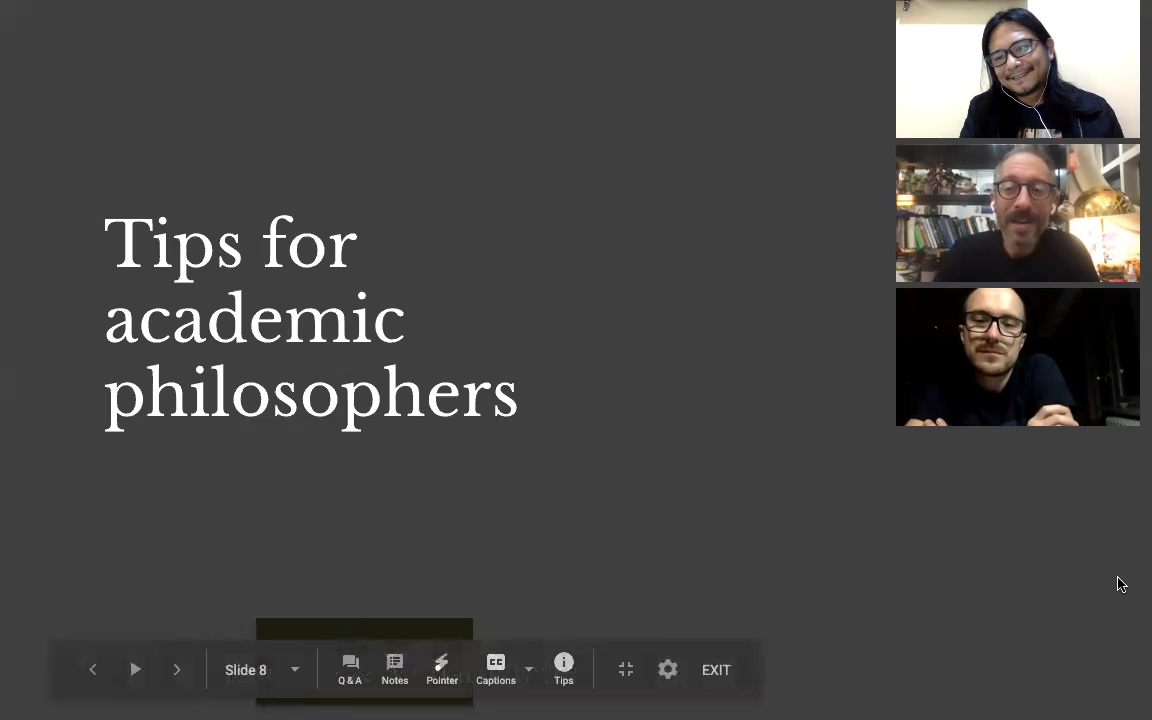 Tips for
academic
philosophers
Slide 8
Q & A
Notes
Pointer
Captions
Tips
EXIT